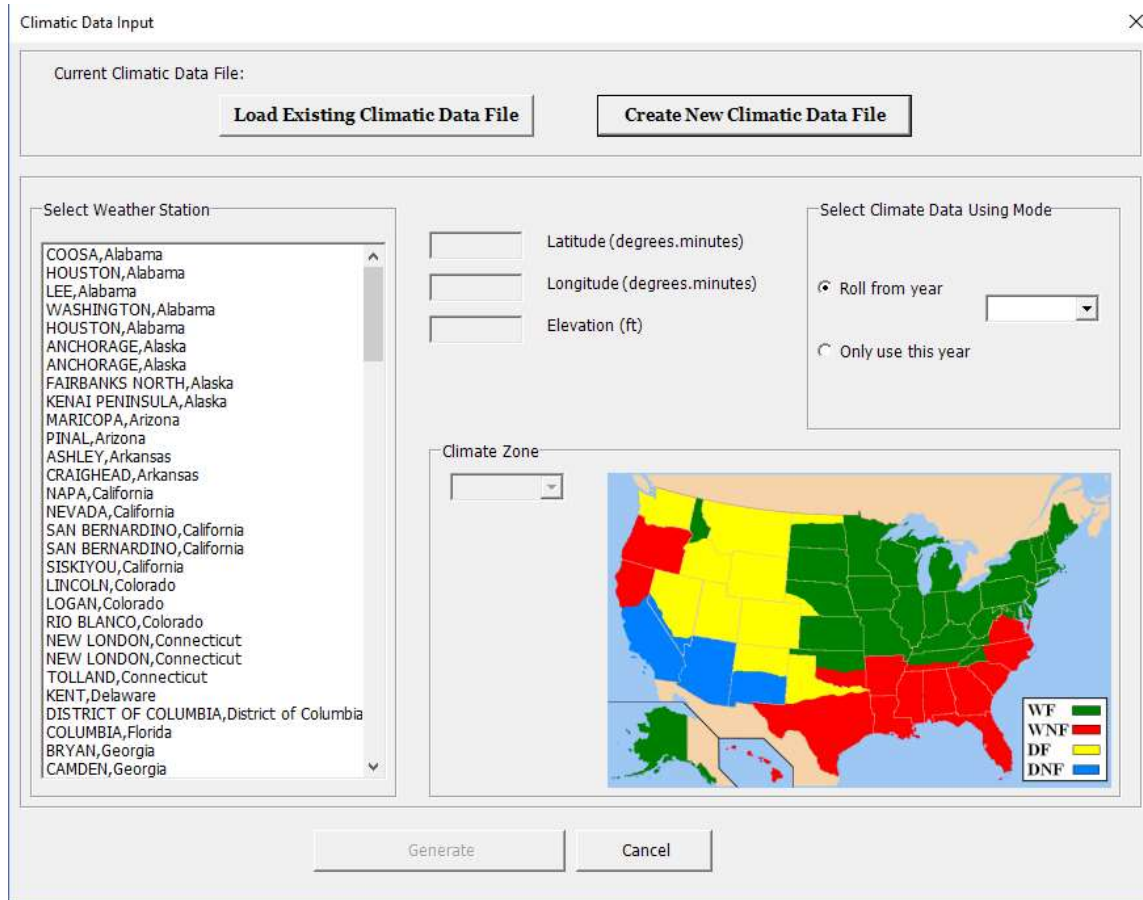 Climatic Data Input
Current Climatic Data File:
Load Existing Climatic Data File
Create New Climatic Data File
Select Weather Station
COOSA,Alabama
HOUSTON,Alabama
LEE,Alabama
WASHINGTON,Alabama
HOUSTON,Alabama
ANCHORAGE,Alaska
ANCHORAGE,Alaska
FAIRBANKS NORTH,Alaska
KENAI PENINSULA,Alaska
MARICOPA,Arizona
PINAL,Arizona
ASHLEY,Arkansas
CRAIGHEAD,Arkansas
NAPA,California
NEVADA,California
SAN BERNARDINO,California
SAN BERNARDINO,California
SISKIYOU,California
LINCOLN,Colorado
LOGAN,Colorado
RIO BLANCO,Colorado
NEW LONDON,Connecticut
NEW LONDON,Connecticut
TOLLAND,Connecticut
KENT,Delaware
DISTRICT OF COLUMBIA,District of Columbia
COLUMBIA,Florida
BRYAN,Georgia
CAMDEN,Georgia
Latitude (degrees.minutes)
Longitude (degrees.minutes)
Elevation (ft)
Select Climate Data Using Mode
Roll from year
Only use this year
Climate Zone
WF
WNF
DF
DNF
Generate
Cancel